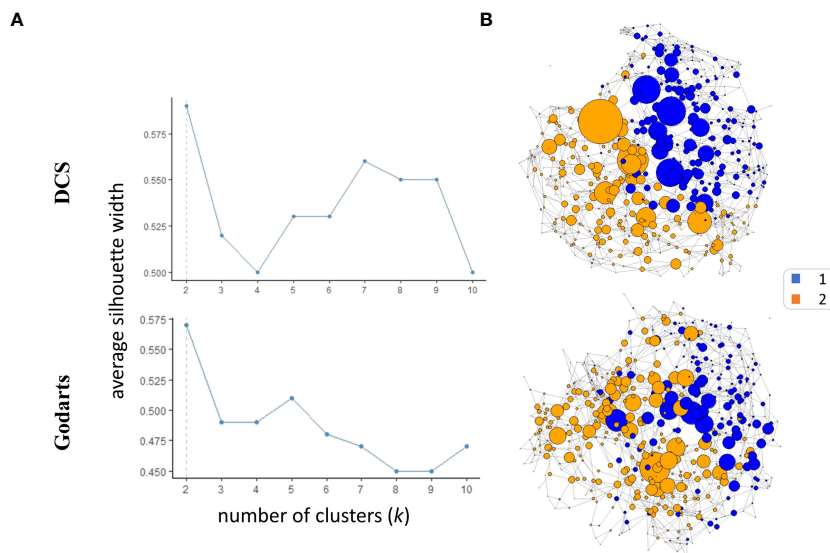 A
B
DCS
Godarts
average silhouette width
0.575
0.550
0.525
0.500
2 3 4 5 6 7 8 9 10
0.575
0.550
0.525
0.500
0.475
0.450
2 3 4 5 6 7 8 9 10
number of clusters (k)
1
2